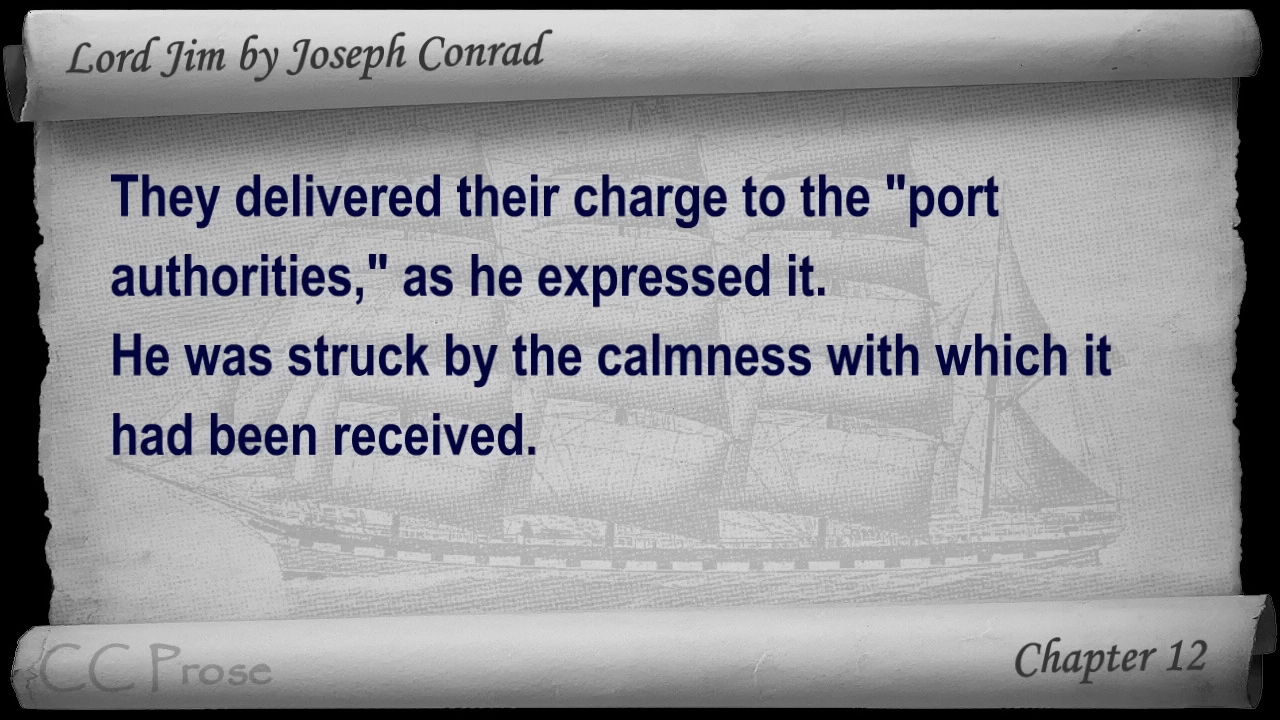 Lord Jim by Joseph Conrad
They delivered their charge to the "port
authorities," as he expressed it.
He was struck by the calmness with which it
had been received.
CC Prose
Chapter 12